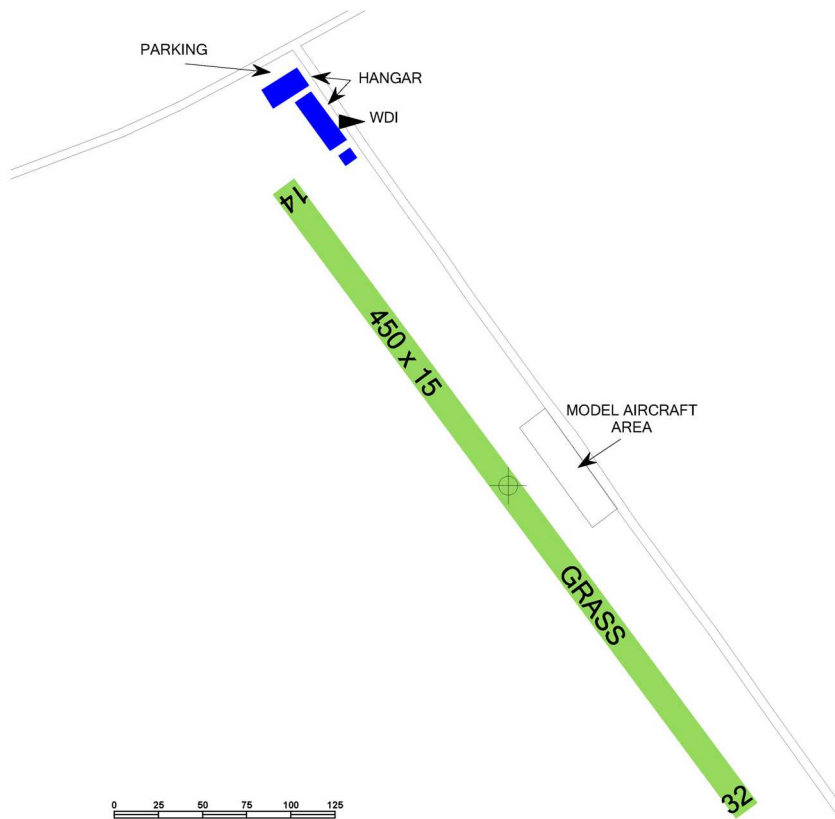 PARKING
HANGAR
WDI
14
450 x 15
MODEL AIRCRAFT
AREA
GRASS
32
0 25 50 75 100 125